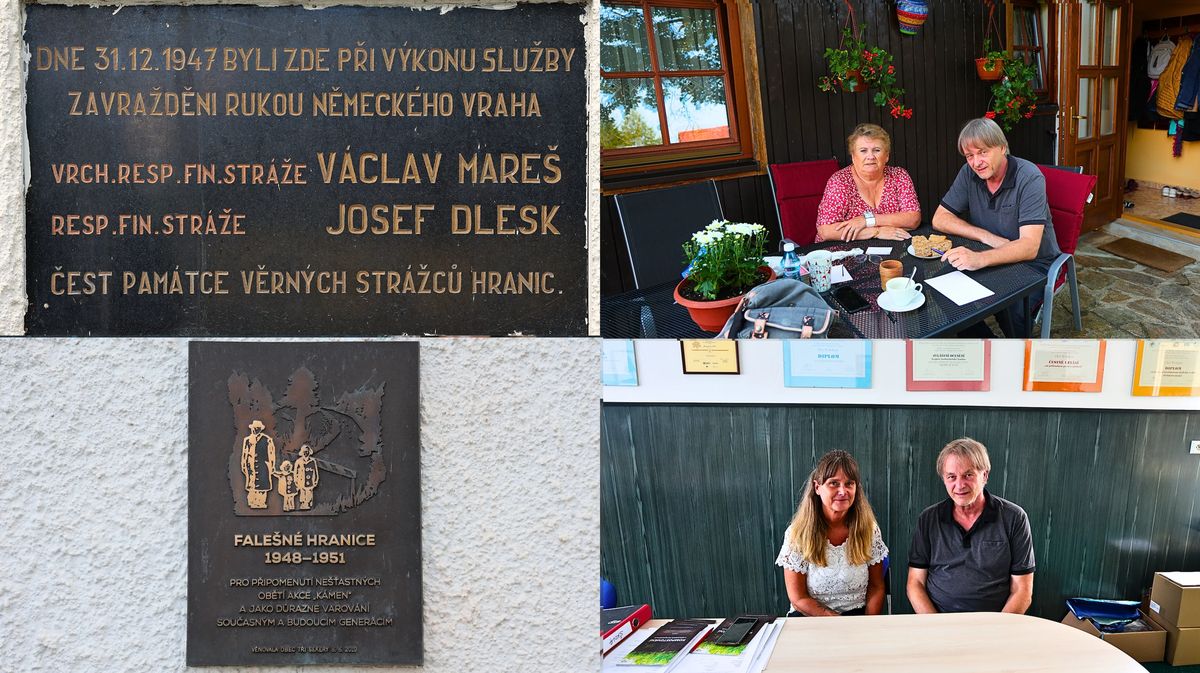 DNE 31.12.1947 BYLI ZDE PŘI VÝKONU SLUŽBY
ZAVRAŽDĚNI RUKOU NĚMECKÉHO VRAHA
VRCH.RESP.FIN.STRÁŽE VÁCLAV MAREŠ
RESP.FIN.STRÁŽE JOSEF DLESK
ČEST PAMÁTCE VĚRNÝCH STRÁŽCŮ HRANIC.
FALEŠNÉ HRANICE
1948–1951
PRO PŘIPOMENUTÍ NEŠŤASTNÝCH
OBĚTÍ AKCE „KÁMEN"
A JAKO DŮRAZNÉ VAROVÁNÍ
SOUČASNÝM A BUDOUCÍM GENERACÍM
VĚNOVALA OBEC TŘI SEKERY
DIPLOM
DIPLOM